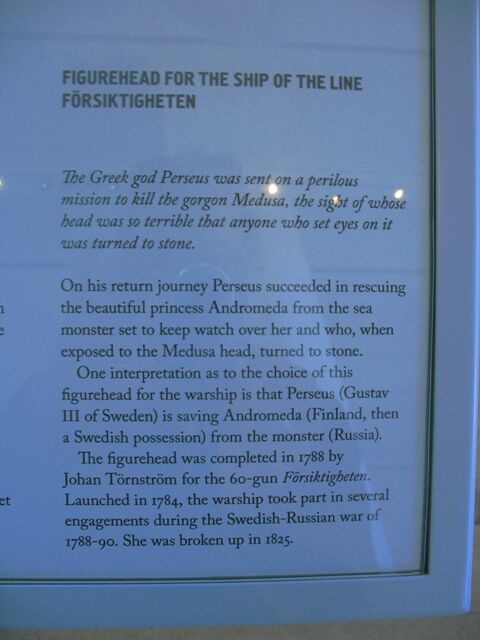 FIGUREHEAD FOR THE SHIP OF THE LINE
FÖRSIKTIGHETEN
The Greek god Perseus was sent on a perilous
mission to kill the gorgon Medusa, the sight of whose
head was so terrible that anyone who set eyes on it
was turned to stone.
On his return journey Perseus succeeded in rescuing
the beautiful princess Andromeda from the sea
monster set to keep watch over her and who, when
exposed to the Medusa head, turned to stone.
One interpretation as to the choice of this
figurehead for the warship is that Perseus (Gustav
III of Sweden) is saving Andromeda (Finland, then
a Swedish possession) from the monster (Russia).
The figurehead was completed in 1788 by
Johan Törnström for the 60-gun Försiktigheten.
Launched in 1784, the warship took part in several
engagements during the Swedish-Russian war of
1788-90. She was broken up in 1825.